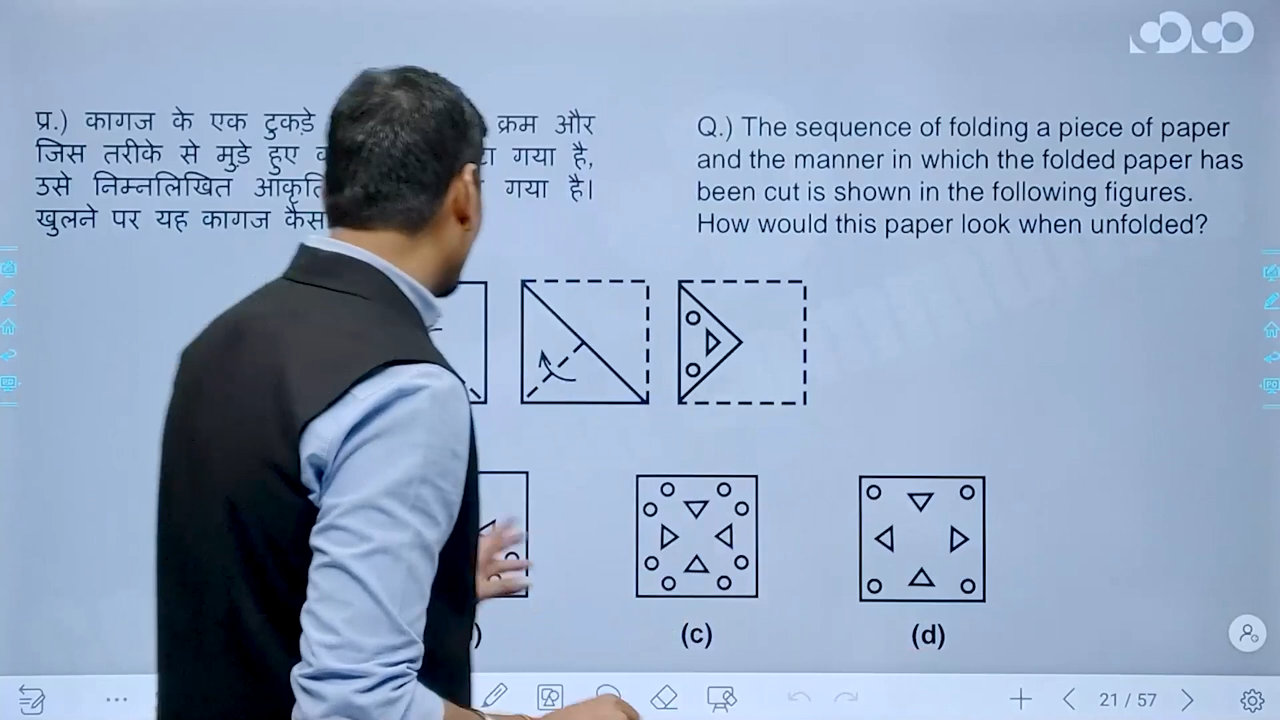 प्र.) कागज के एक टुकड़े क्रम और
जिस तरीके से मुडे हुए गया है,
उसे निम्नलिखित गया है।
खुलने पर यह कागज
Q.) The sequence of folding a piece of paper
and the manner in which the folded paper has
been cut is shown in the following figures.
How would this paper look when unfolded?
(c)
(d)
21 / 57